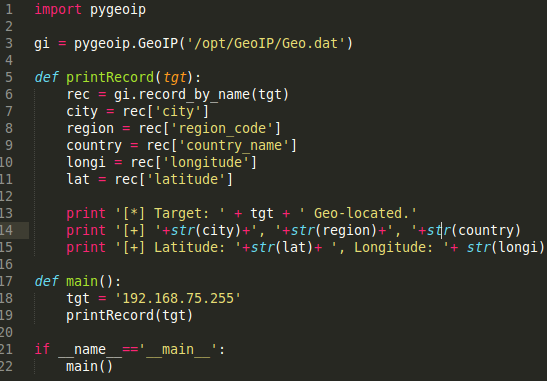 1 import pygeoip
2
3 gi = pygeoip.GeoIP('/opt/GeoIP/Geo.dat')
4
5 def printRecord(tgt):
6     rec = gi.record_by_name(tgt)
7     city = rec['city']
8     region = rec['region_code']
9     country = rec['country_name']
10     longi = rec['longitude']
11     lat = rec['latitude']
12
13     print '[*] Target: ' + tgt + ' Geo-located.'
14     print '[+] '+str(city)+', '+str(region)+', '+str(country)
15     print '[+] Latitude: '+str(lat)+ ', Longitude: '+ str(longi)
16
17 def main():
18     tgt = '192.168.75.255'
19     printRecord(tgt)
20
21 if __name__=='__main__':
22     main()